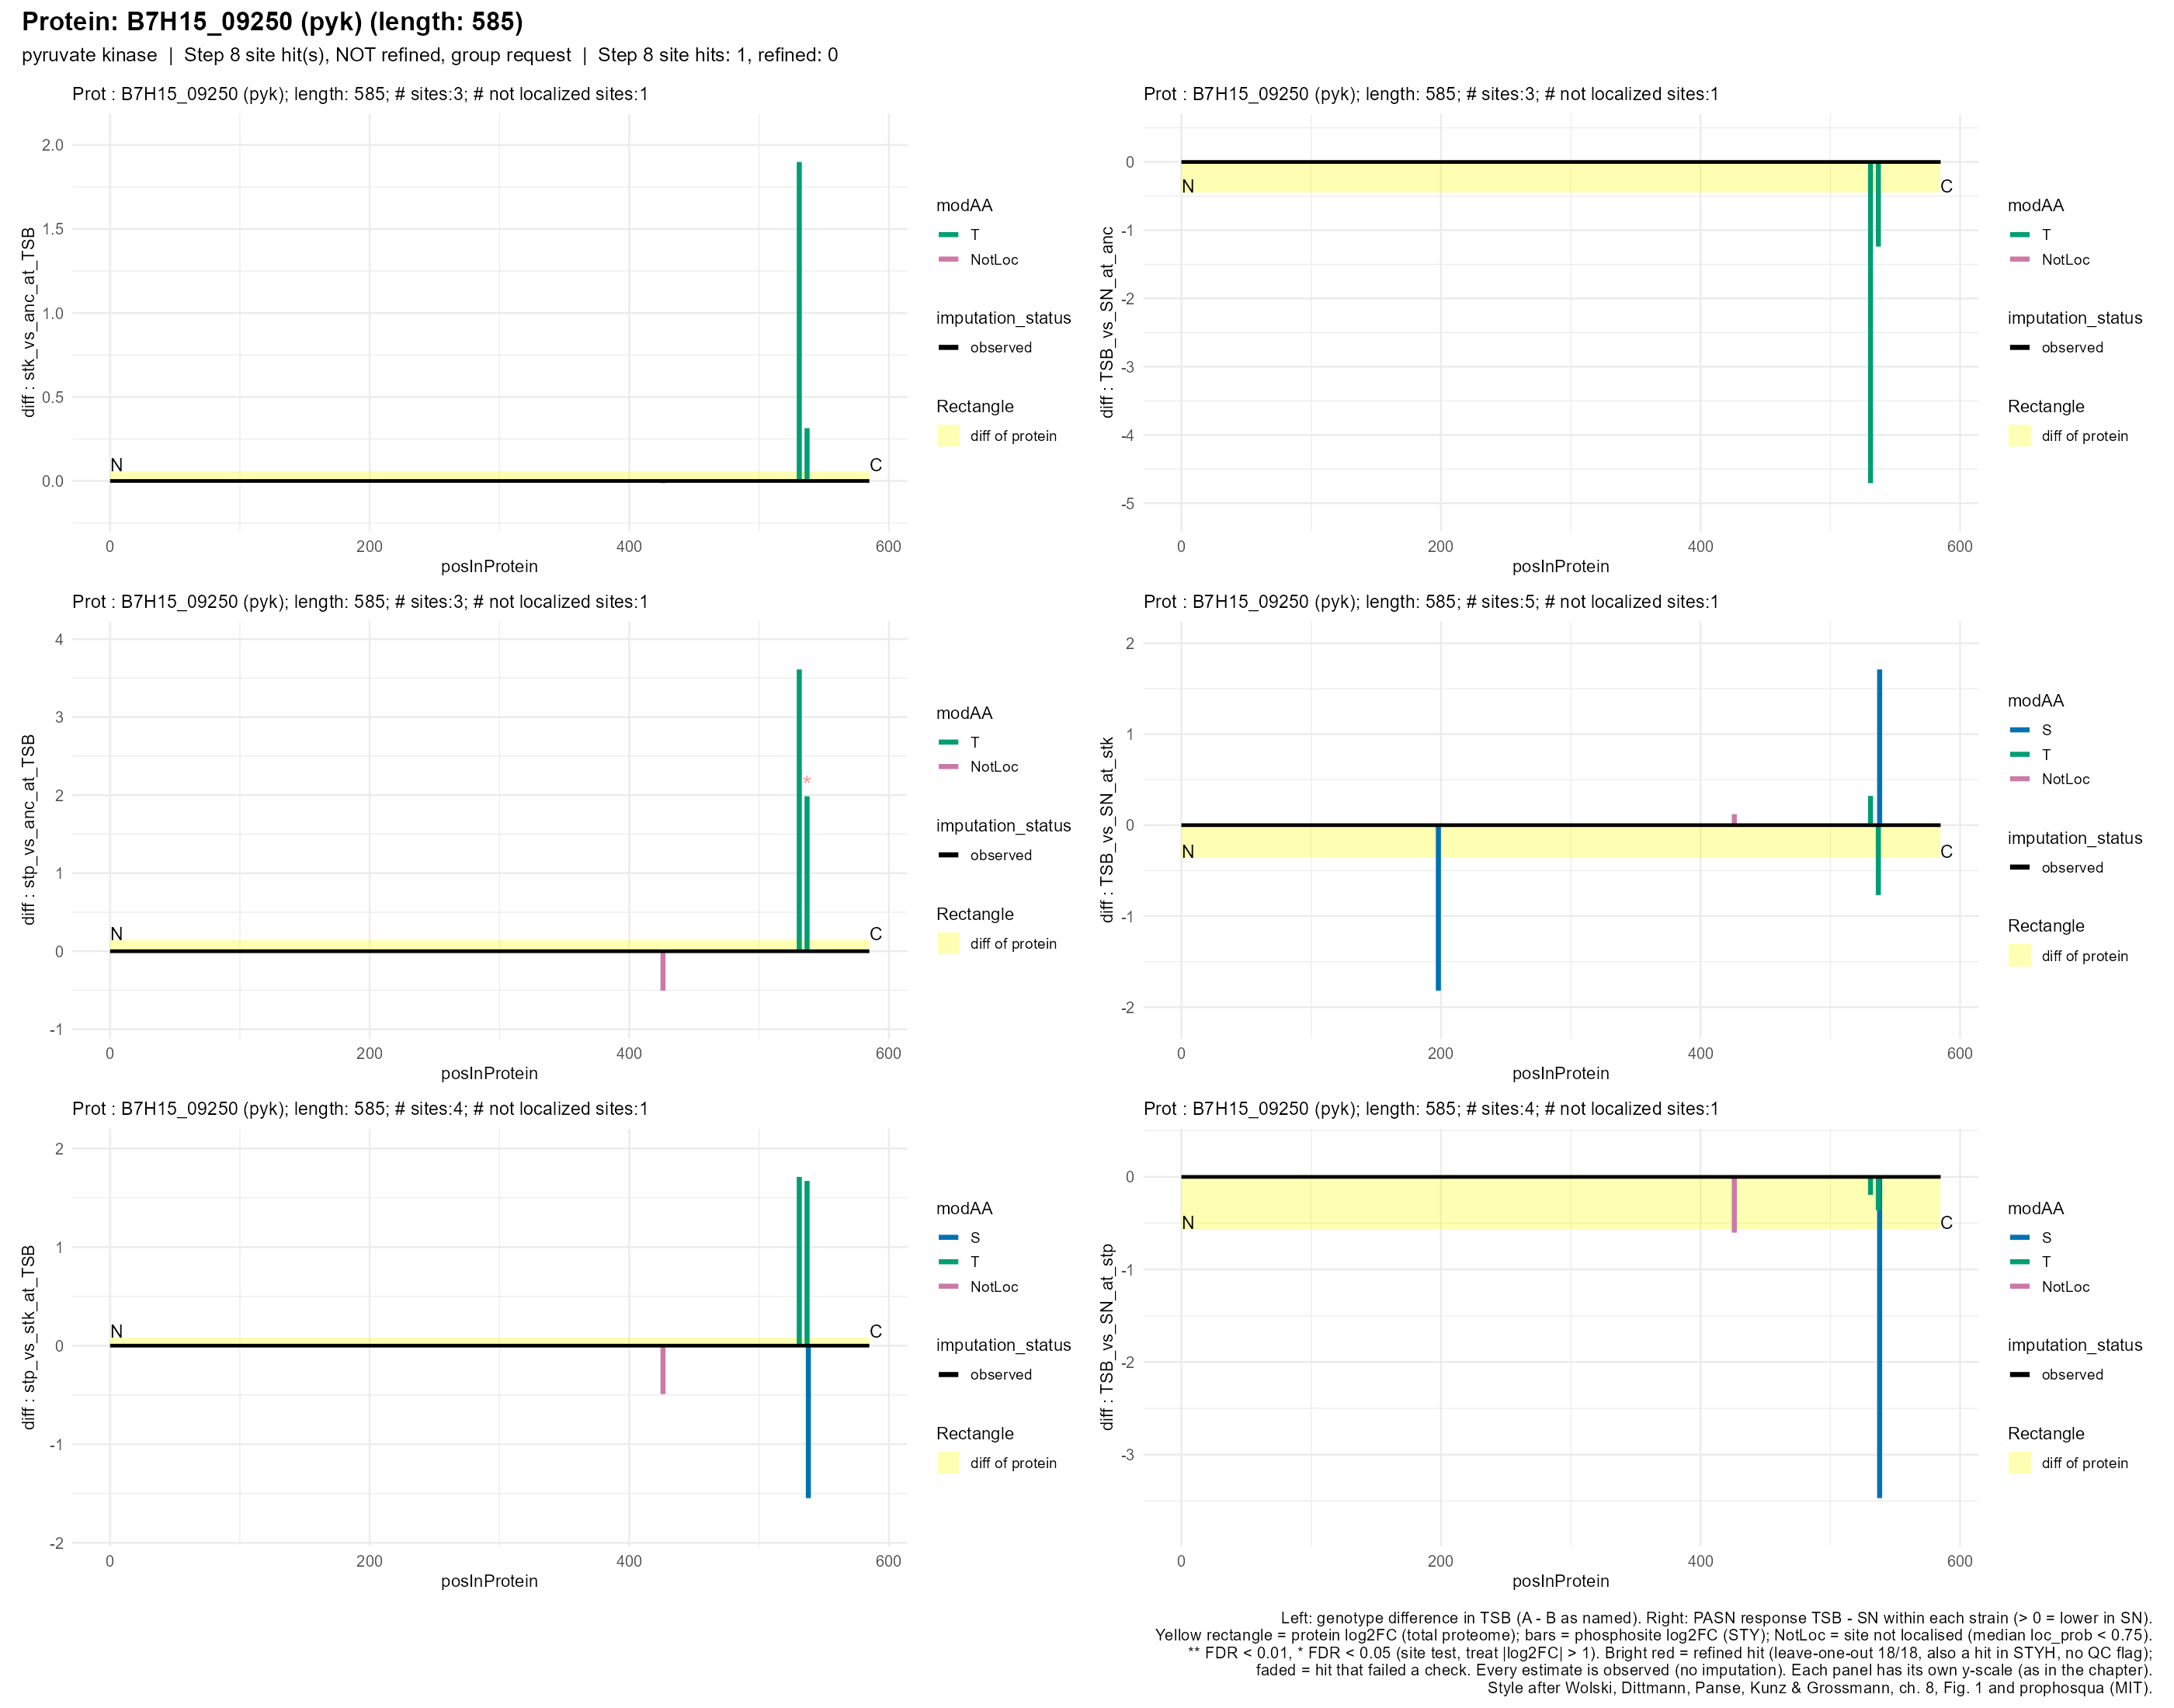 Protein: B7H15_09250 (pyk) (length: 585)
pyruvate kinase | Step 8 site hit(s), NOT refined, group request | Step 8 site hits: 1, refined: 0
Prot : B7H15_09250 (pyk); length: 585; # sites:3; # not localized sites:1
diff : stk_vs_anc_at_TSB
2.0
1.5
1.0
0.5
0.0
N
C
0
200
400
600
posInProtein
modAA
T
NotLoc
imputation_status
observed
Rectangle
diff of protein
Prot : B7H15_09250 (pyk); length: 585; # sites:3; # not localized sites:1
diff : TSB_vs_SN_at_anc
0
-1
-2
-3
-4
-5
N
C
0
200
400
600
posInProtein
modAA
T
NotLoc
imputation_status
observed
Rectangle
diff of protein
Prot : B7H15_09250 (pyk); length: 585; # sites:3; # not localized sites:1
diff : stp_vs_anc_at_TSB
4
3
2
1
0
-1
*
N
C
0
200
400
600
posInProtein
modAA
T
NotLoc
imputation_status
observed
Rectangle
diff of protein
Prot : B7H15_09250 (pyk); length: 585; # sites:5; # not localized sites:1
diff : TSB_vs_SN_at_stk
2
1
0
-1
-2
N
C
0
200
400
600
posInProtein
modAA
S
T
NotLoc
imputation_status
observed
Rectangle
diff of protein
Prot : B7H15_09250 (pyk); length: 585; # sites:4; # not localized sites:1
diff : stp_vs_stk_at_TSB
2
1
0
-1
-2
N
C
0
200
400
600
posInProtein
modAA
S
T
NotLoc
imputation_status
observed
Rectangle
diff of protein
Prot : B7H15_09250 (pyk); length: 585; # sites:4; # not localized sites:1
diff : TSB_vs_SN_at_stp
0
-1
-2
-3
N
C
0
200
400
600
posInProtein
modAA
S
T
NotLoc
imputation_status
observed
Rectangle
diff of protein
Left: genotype difference in TSB (A - B as named). Right: PASN response TSB - SN within each strain (> 0 = lower in SN).
Yellow rectangle = protein log2FC (total proteome); bars = phosphosite log2FC (STY); NotLoc = site not localised (median loc_prob < 0.75).
** FDR < 0.01, * FDR < 0.05 (site test, treat |log2FC| > 1). Bright red = refined hit (leave-one-out 18/18, also a hit in STYH, no QC flag);
faded = hit that failed a check. Every estimate is observed (no imputation). Each panel has its own y-scale (as in the chapter).
Style after Wolski, Dittmann, Panse, Kunz & Grossmann, ch. 8, Fig. 1 and prophosqua (MIT).